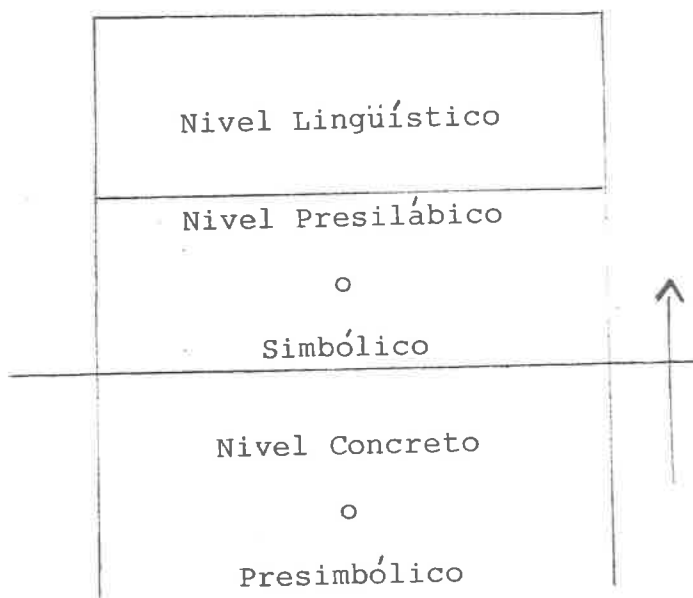 Nivel Lingüístico
Nivel Presilábico
o
Simbólico
Nivel Concreto
o
Presimbólico